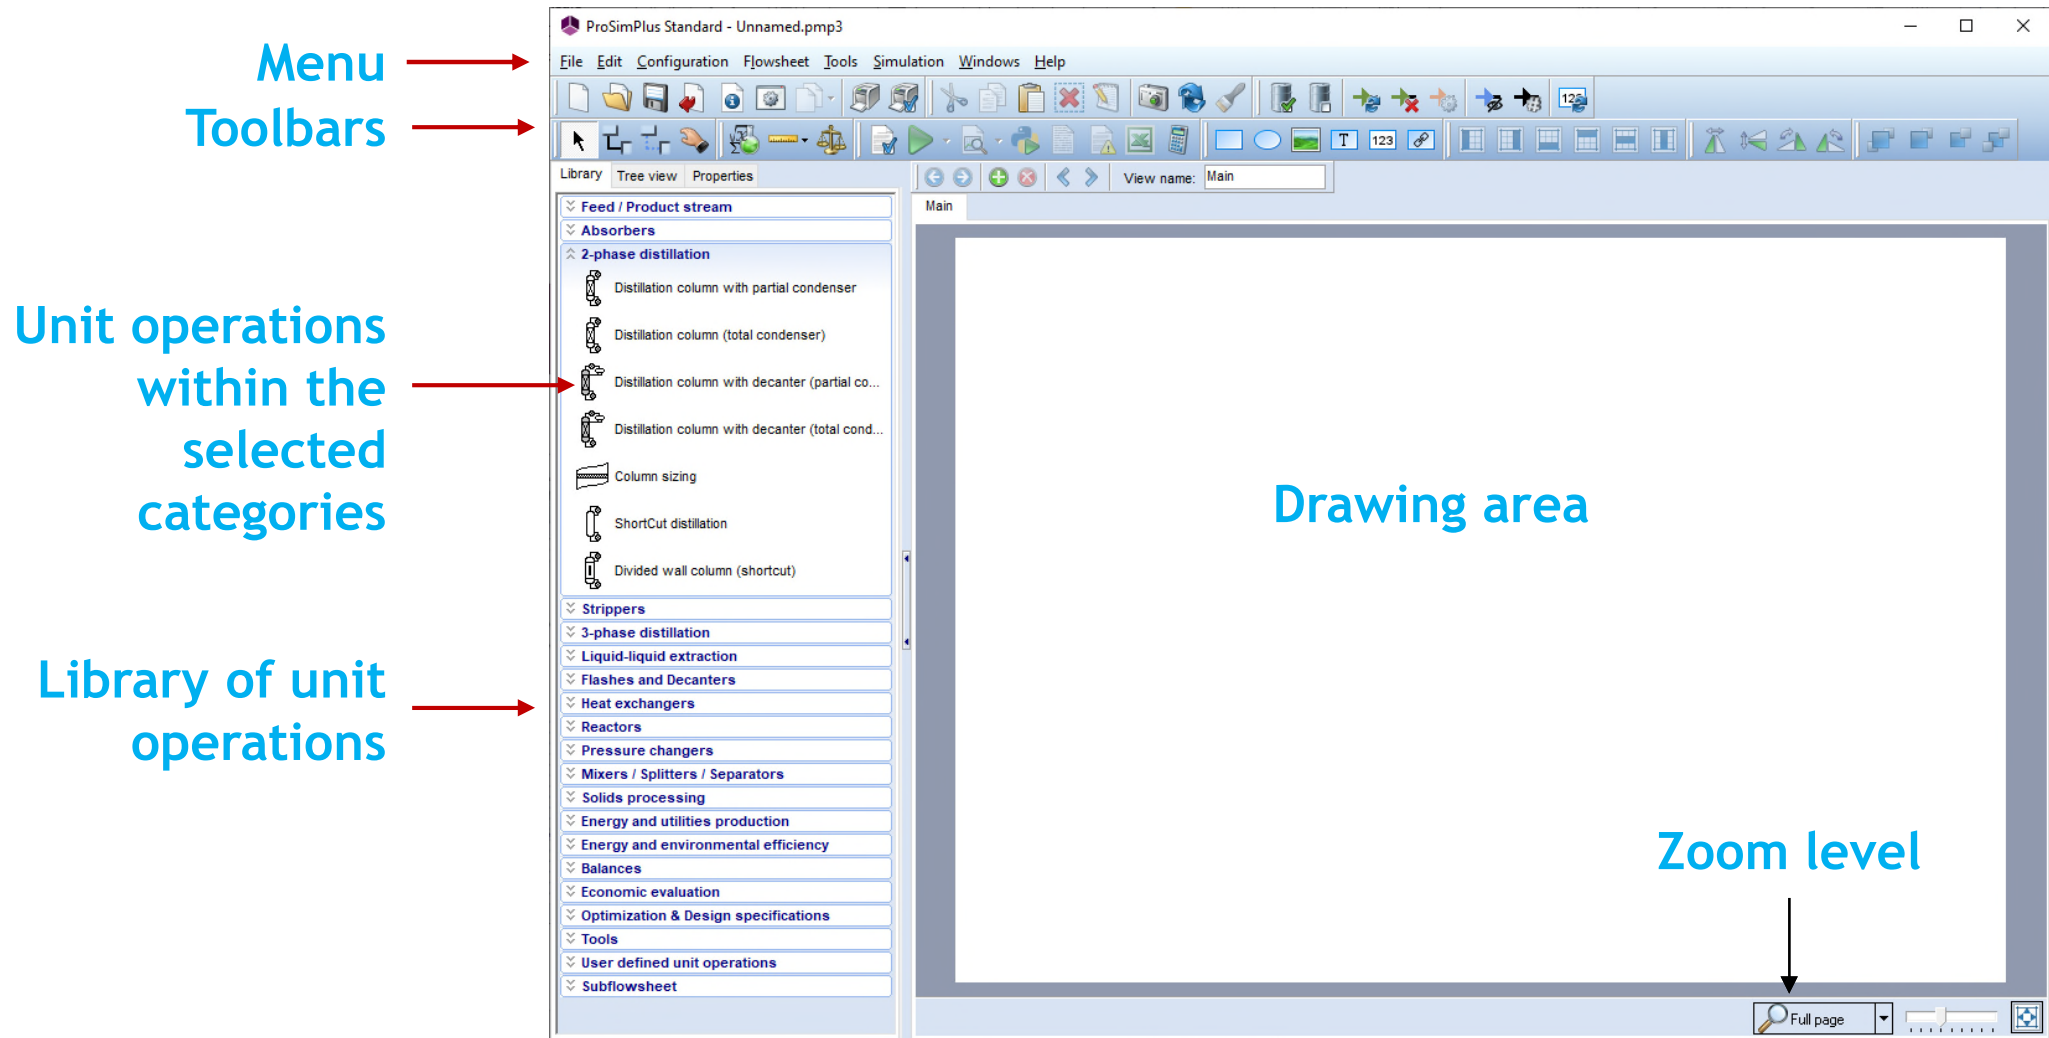 ProSimPlus Standard - Unnamed.pmp3
Menu
File Edit Configuration Flowsheet Tools Simulation Windows Help
Toolbars
T
123
Library Tree view Properties
View name: Main
Main
Feed / Product stream
Absorbers
2-phase distillation
Distillation column with partial condenser
Distillation column (total condenser)
Distillation column with decanter (partial co...
Distillation column with decanter (total cond...
Column sizing
ShortCut distillation
Divided wall column (shortcut)
Unit operations
within the
selected
categories
Drawing area
Strippers
3-phase distillation
Liquid-liquid extraction
Flashes and Decanters
Heat exchangers
Reactors
Pressure changers
Mixers / Splitters / Separators
Solids processing
Energy and utilities production
Energy and environmental efficiency
Balances
Economic evaluation
Optimization & Design specifications
Tools
User defined unit operations
Subflowsheet
Library of unit
operations
Zoom level
Full page